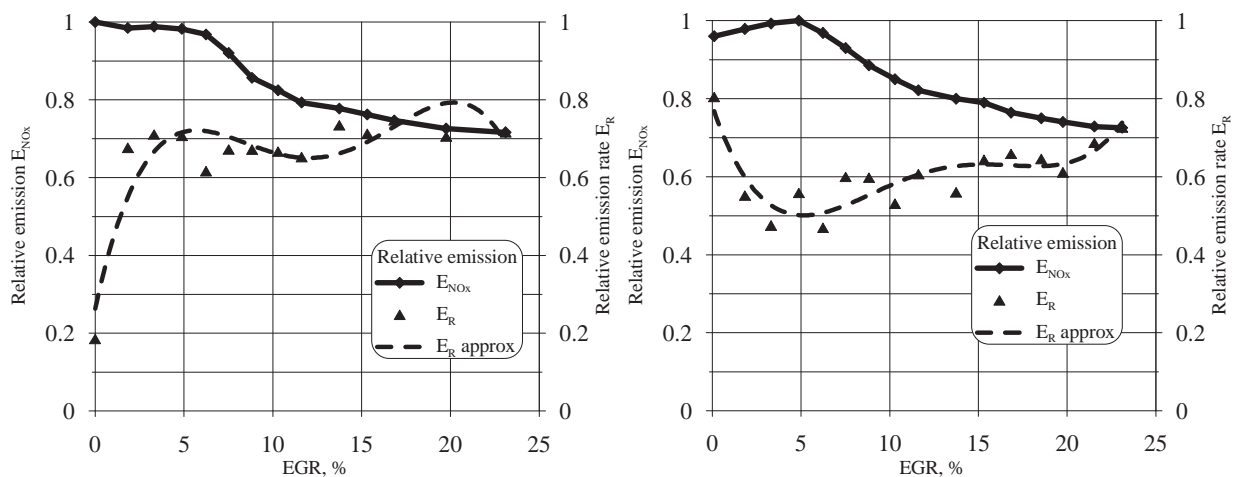 Relative emission E_NOx
1
0.8
0.6
0.4
0.2
0
Relative emission
E_NOx
E_R
E_R approx
1
0.8
0.6
0.4
0.2
0
Relative emission rate E_R
0 5 10 15 20 25
EGR, %
Relative emission E_NOx
1
0.8
0.6
0.4
0.2
0
Relative emission
E_NOx
E_R
E_R approx
1
0.8
0.6
0.4
0.2
0
Relative emission rate E_R
0 5 10 15 20 25
EGR, %